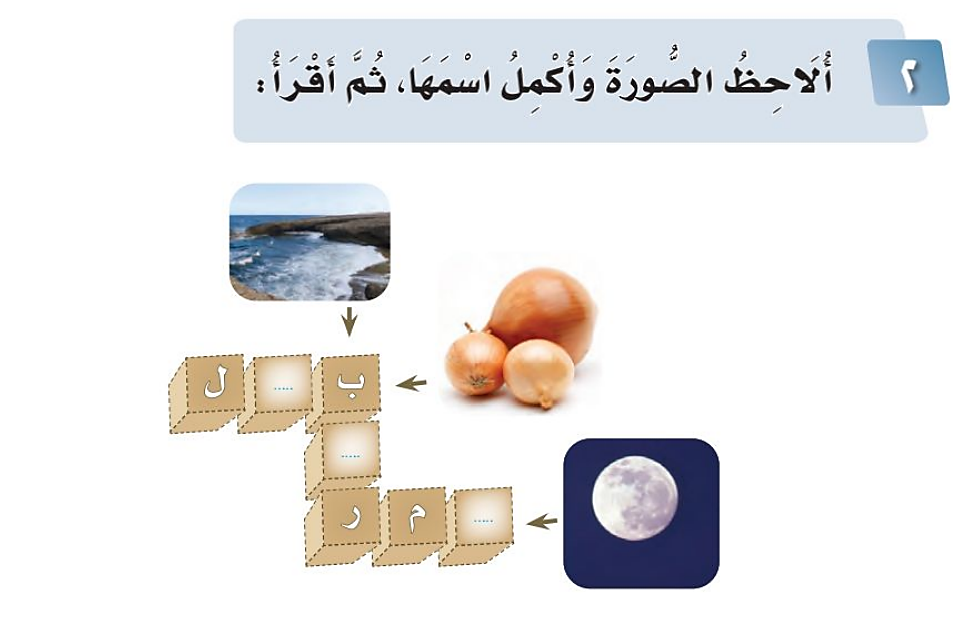 ٢
أُلَاحِظُ الصُّورَةَ وَأُكْمِلُ اسْمَهَا، ثُمَّ أَقْرَأُ:
ب ..... ل
.....
..... م ر